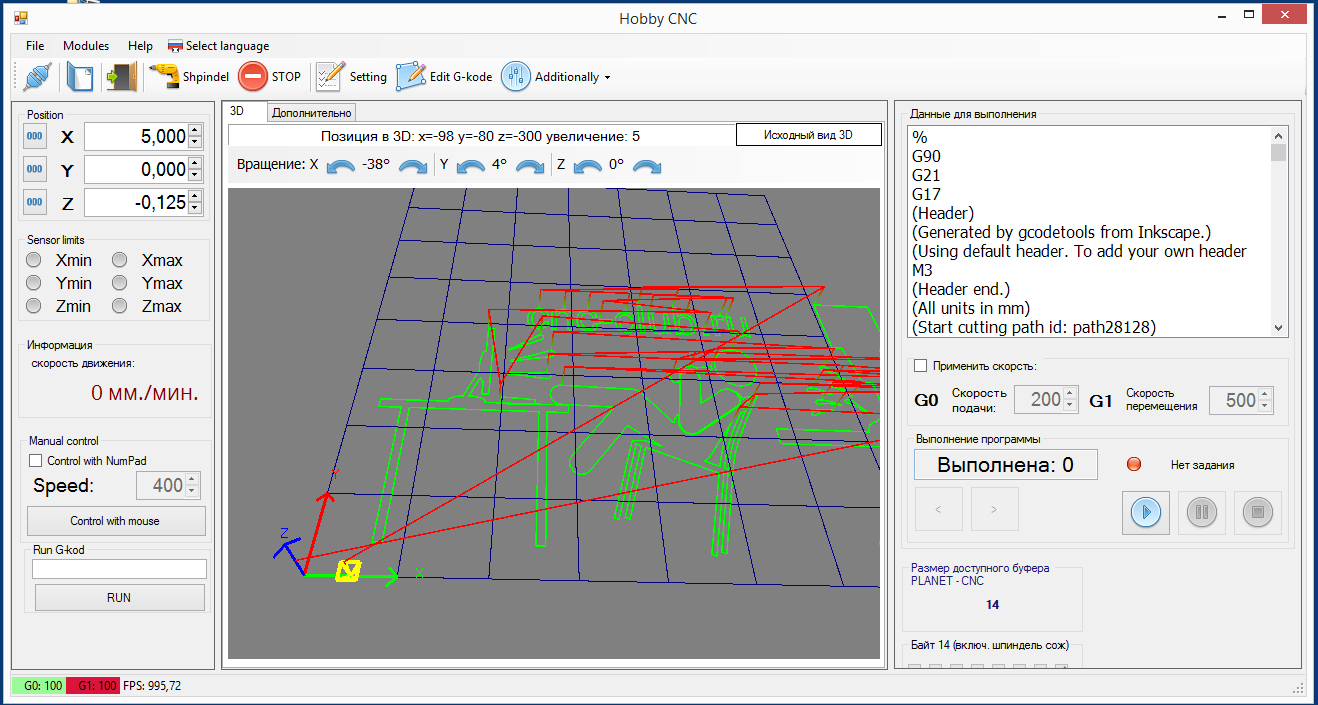 Hobby CNC
File Modules Help Select language
Shpindel STOP Setting Edit G-kode Additionally
Position
000 X 5,000
000 Y 0,000
000 Z -0,125
Sensor limits
Xmin Xmax
Ymin Ymax
Zmin Zmax
Информация
скорость движения:
0 мм./мин.
Manual control
Control with NumPad
Speed: 400
Control with mouse
Run G-kod
RUN
3D Дополнительно
Позиция в 3D: x=-98 y=-80 z=-300 увеличение: 5
Исходный вид 3D
Вращение: X -38° Y 4° Z 0°
Y
Z
X
Данные для выполнения
%
G90
G21
G17
(Header)
(Generated by gcodetools from Inkscape.)
(Using default header. To add your own header
M3
(Header end.)
(All units in mm)
(Start cutting path id: path28128)
Применить скорость:
G0 Скорость подачи: 200 G1 Скорость перемещения 500
Выполнение программы
Выполнена: 0 Нет задания
< >
Размер доступного буфера
PLANET - CNC
14
Байт 14 (включ. шпиндель сож)
G0: 100 G1: 100 FPS: 995,72